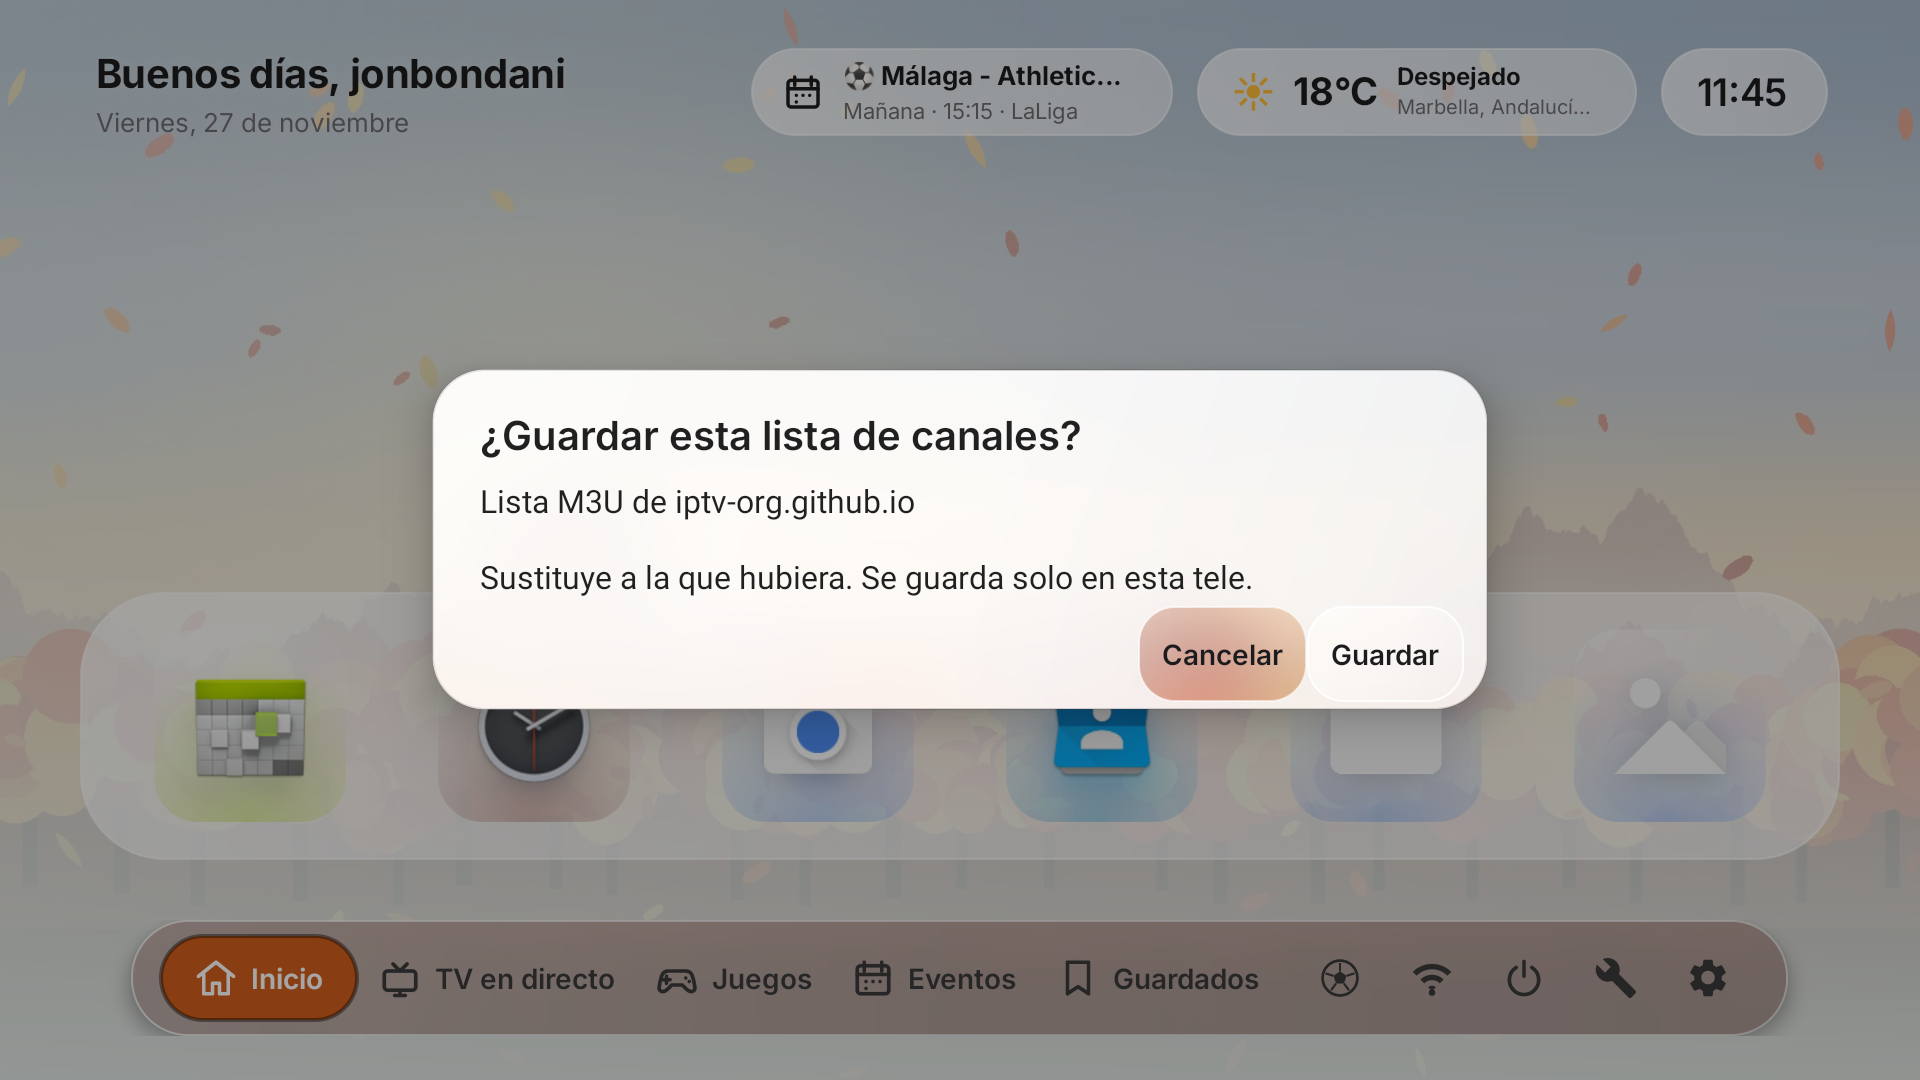 Buenos días, jonbondani
Viernes, 27 de noviembre
⚽ Málaga - Athletic...
Mañana · 15:15 · LaLiga
18°C
Despejado
Marbella, Andalucí...
11:45
¿Guardar esta lista de canales?
Lista M3U de iptv-org.github.io
Sustituye a la que hubiera. Se guarda solo en esta tele.
Cancelar
Guardar
Inicio
TV en directo
Juegos
Eventos
Guardados